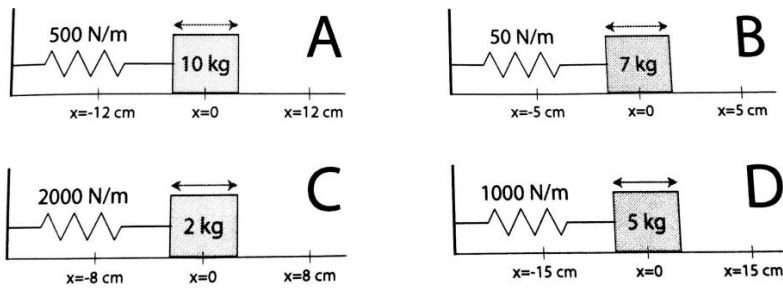 500 N/m
10 kg
A
x=-12 cm
x=0
x=12 cm
50 N/m
7 kg
B
x=-5 cm
x=0
x=5 cm
2000 N/m
2 kg
C
x=-8 cm
x=0
x=8 cm
1000 N/m
5 kg
D
x=-15 cm
x=0
x=15 cm